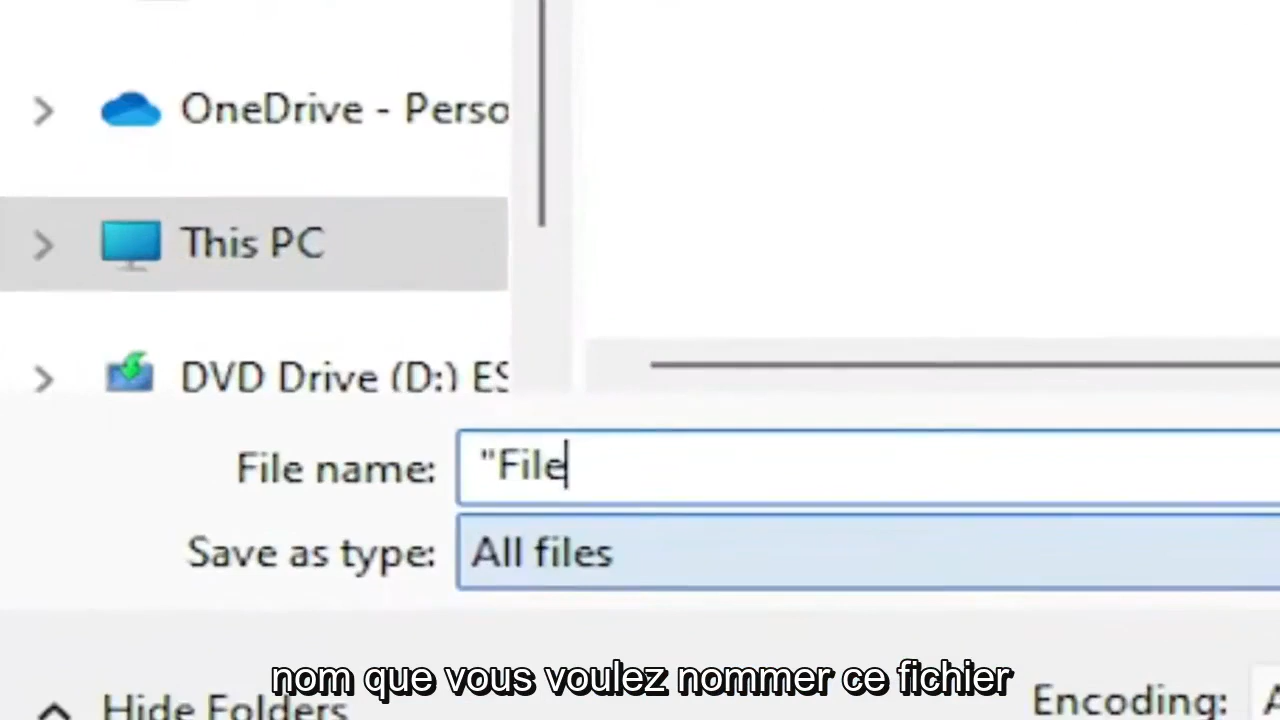 OneDrive - Perso
This PC
DVD Drive (D:) ES
File name: "File
Save as type: All files
nom que vous voulez nommer ce fichier
Hide Folders
Encoding: A